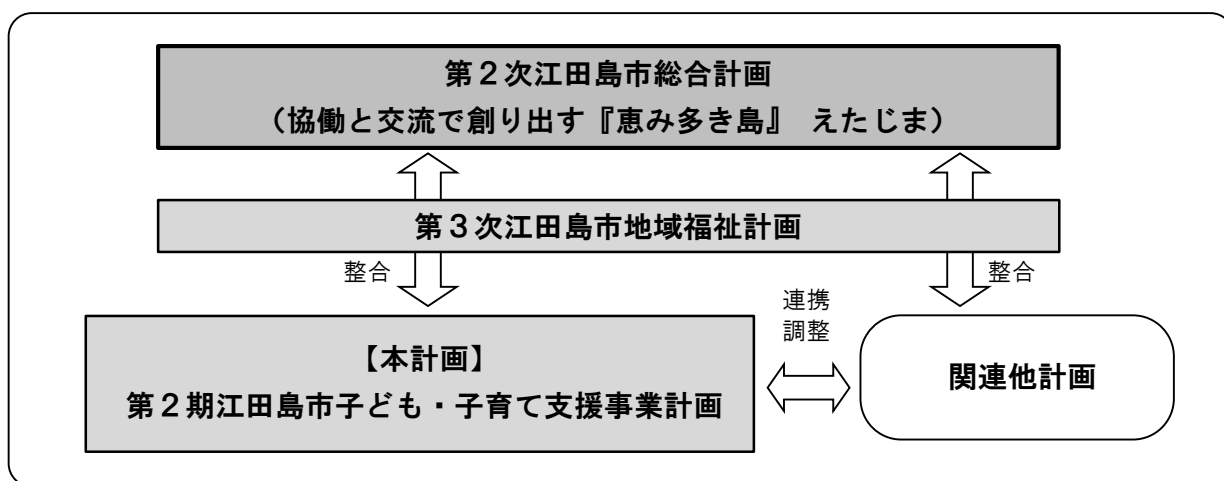 第２次江田島市総合計画
（協働と交流で創り出す『恵み多き島』　えたじま）
第３次江田島市地域福祉計画
整合
整合
連携
調整
【本計画】
第２期江田島市子ども・子育て支援事業計画
関連他計画